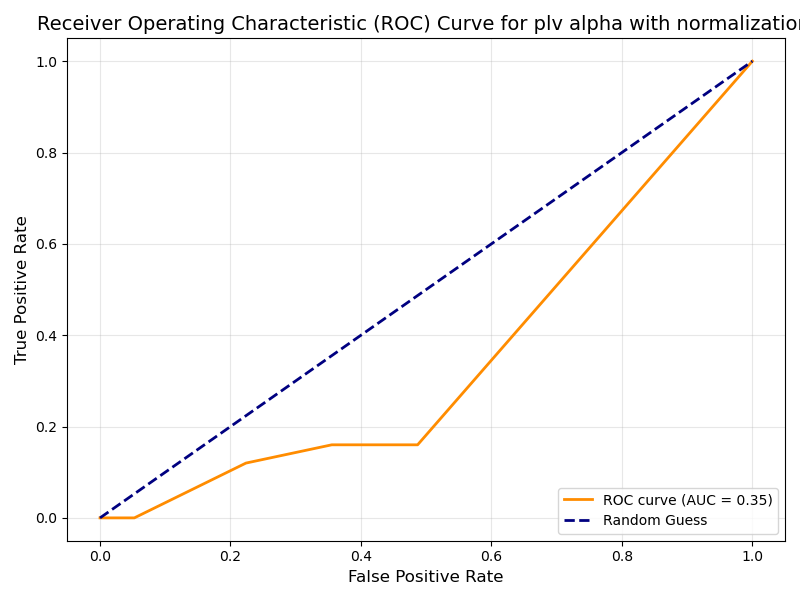 Receiver Operating Characteristic (ROC) Curve for plv alpha with normalization
1.0
0.8
0.6
0.4
0.2
0.0
True Positive Rate
0.0 0.2 0.4 0.6 0.8 1.0
False Positive Rate
ROC curve (AUC = 0.35)
Random Guess